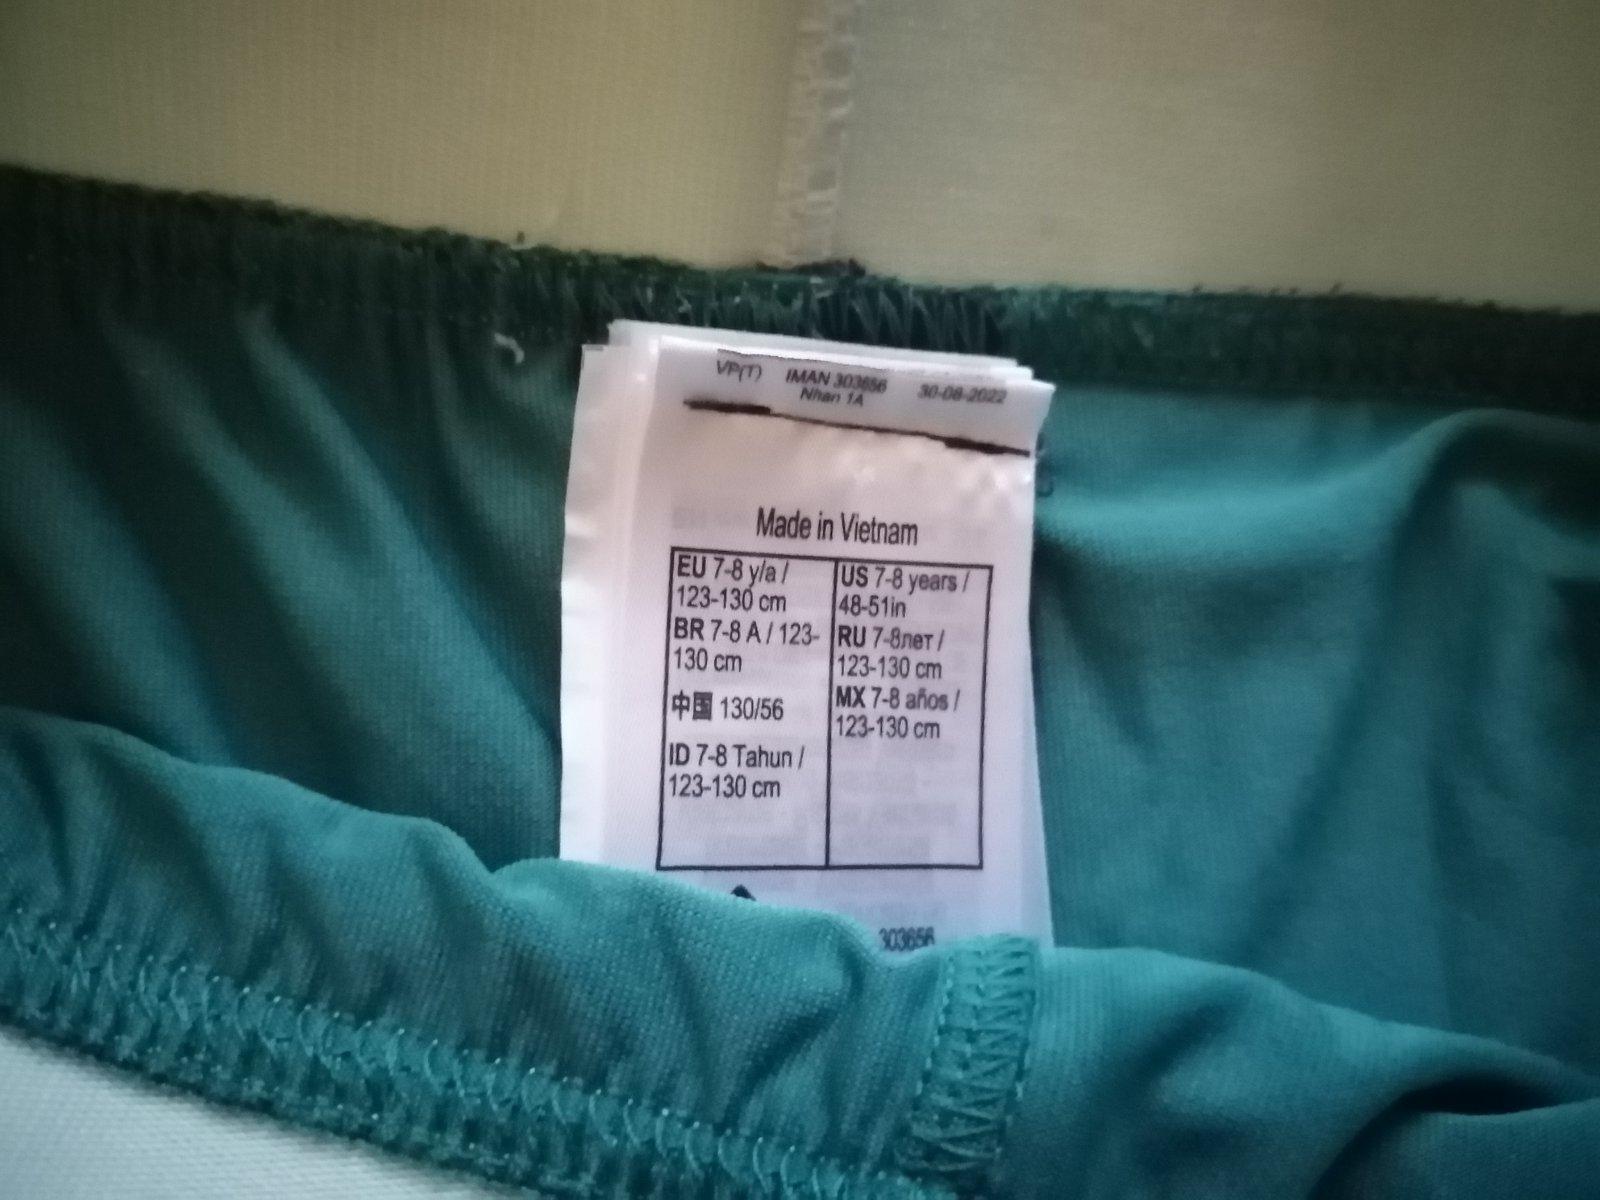 VP(T) IMAN 303656 30-08-2022
Nhan 1A
Made in Vietnam
EU 7-8 y/a /
123-130 cm
BR 7-8 A / 123-
130 cm
中国 130/56
ID 7-8 Tahun /
123-130 cm
US 7-8 years /
48-51in
RU 7-8лет /
123-130 cm
MX 7-8 años /
123-130 cm
303656